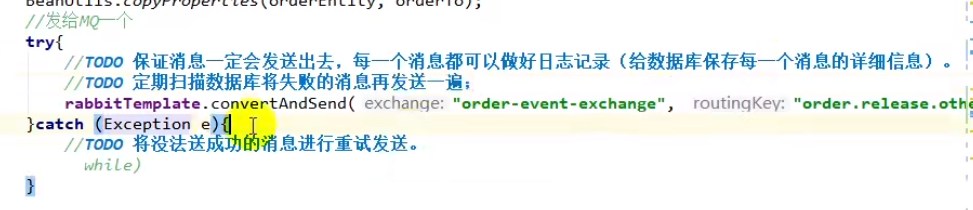 BeanUtils.copyProperties(orderEntity, orderTo);
//发给MQ一个
try{
//TODO 保证消息一定会发送出去，每一个消息都可以做好日志记录（给数据库保存每一个消息的详细信息）。
//TODO 定期扫描数据库将失败的消息再发送一遍；
rabbitTemplate.convertAndSend( exchange: "order-event-exchange", routingKey: "order.release.othe
}catch (Exception e){
//TODO 将没法送成功的消息进行重试发送。
while)
}